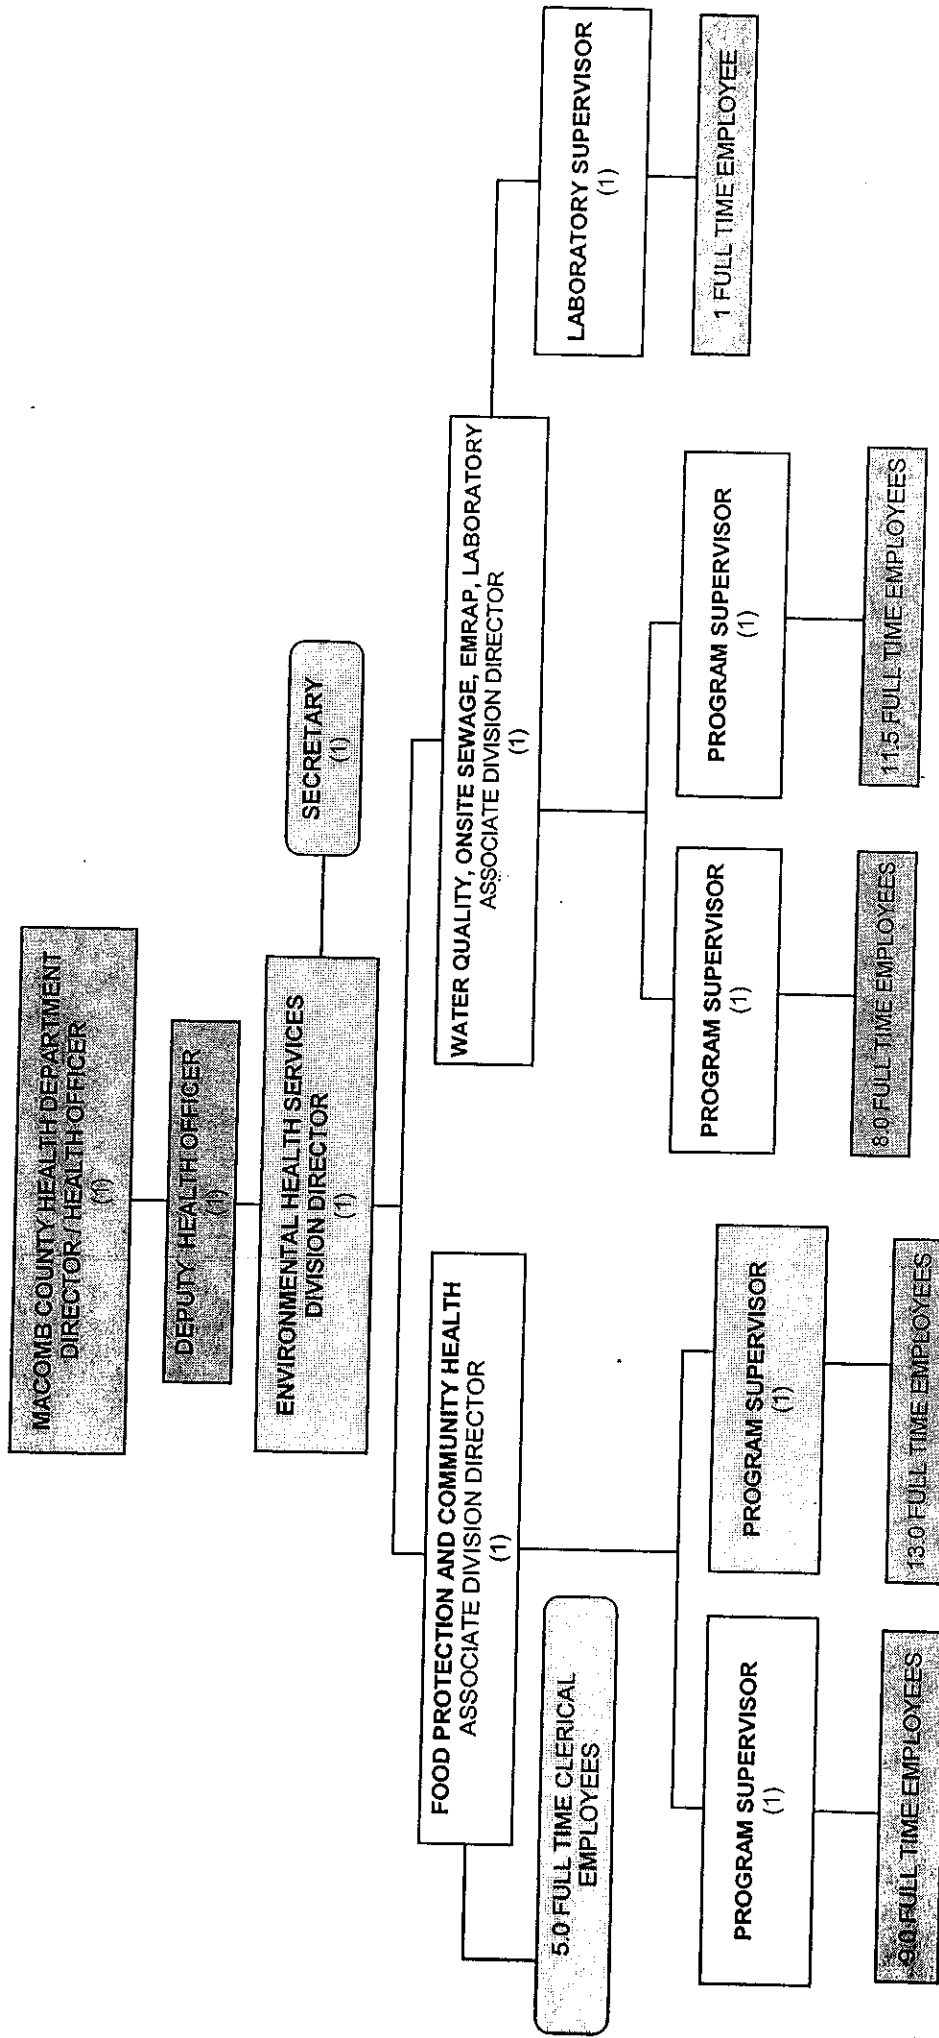 MACOMB COUNTY HEALTH DEPARTMENT
DIRECTOR / HEALTH OFFICER
(1)
DEPUTY HEALTH OFFICER
(1)
ENVIRONMENTAL HEALTH SERVICES
DIVISION DIRECTOR
(1)
SECRETARY
(1)
FOOD PROTECTION AND COMMUNITY HEALTH
ASSOCIATE DIVISION DIRECTOR
(1)
WATER QUALITY, ONSITE SEWAGE, EMRAP, LABORATORY
ASSOCIATE DIVISION DIRECTOR
(1)
5.0 FULL TIME CLERICAL
EMPLOYEES
LABORATORY SUPERVISOR
(1)
1 FULL TIME EMPLOYEE
PROGRAM SUPERVISOR
(1)
PROGRAM SUPERVISOR
(1)
PROGRAM SUPERVISOR
(1)
PROGRAM SUPERVISOR
(1)
9.0 FULL TIME EMPLOYEES
13.0 FULL TIME EMPLOYEES
8.0 FULL TIME EMPLOYEES
11.5 FULL TIME EMPLOYEES